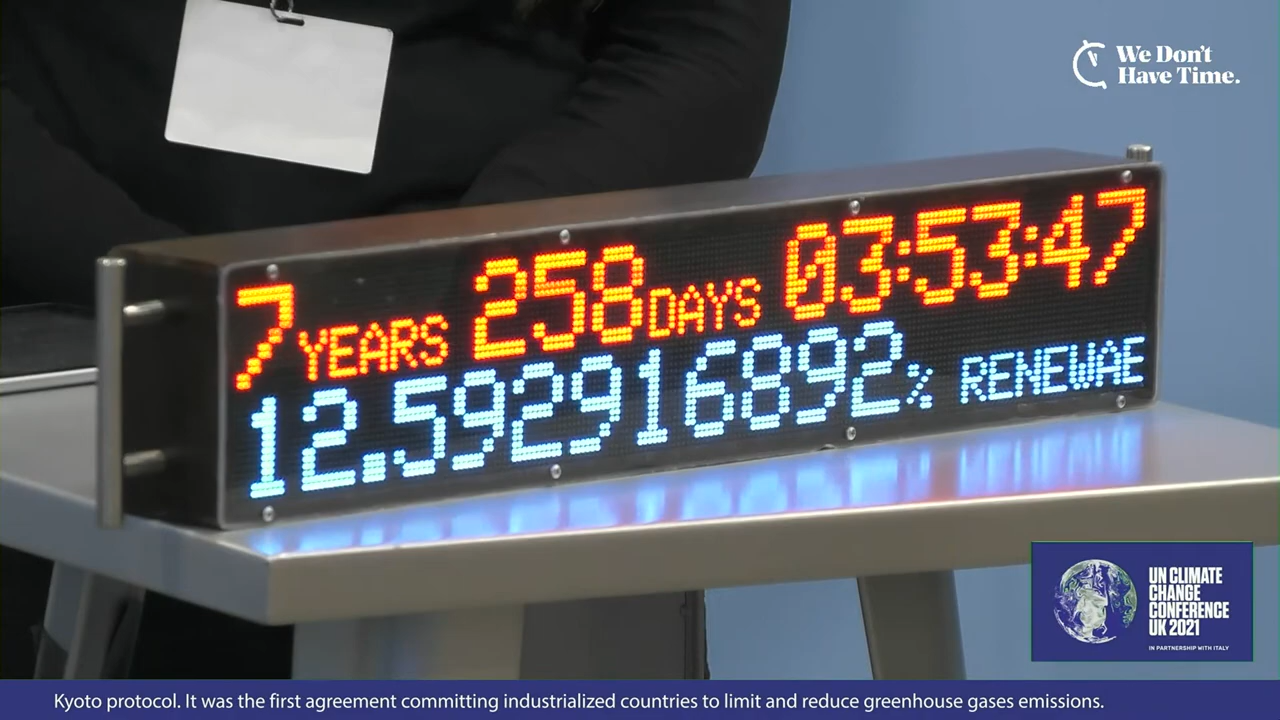 We Don't
Have Time.
7 YEARS 258 DAYS 03:53:47
12.592916892% RENEWAE
UN CLIMATE
CHANGE
CONFERENCE
UK 2021
IN PARTNERSHIP WITH ITALY
Kyoto protocol. It was the first agreement committing industrialized countries to limit and reduce greenhouse gases emissions.